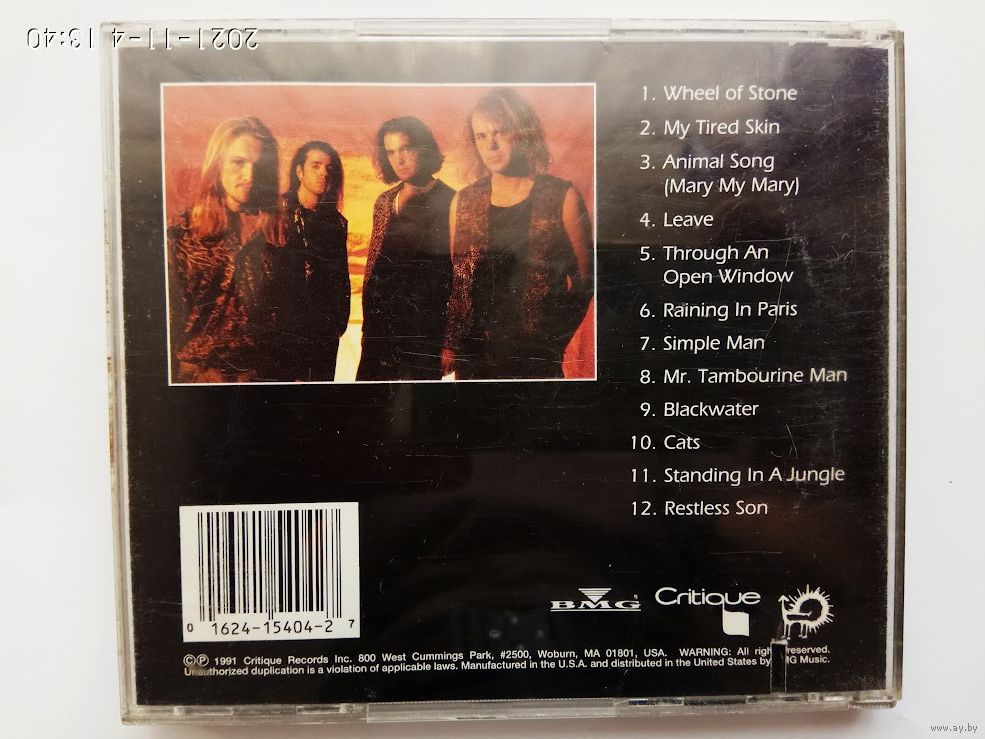 2021-11-4 13:40
1. Wheel of Stone
2. My Tired Skin
3. Animal Song
(Mary My Mary)
4. Leave
5. Through An
Open Window
6. Raining In Paris
7. Simple Man
8. Mr. Tambourine Man
9. Blackwater
10. Cats
11. Standing In A Jungle
12. Restless Son
0 1624-15404-2 7
BMG
Critique
©℗ 1991 Critique Records Inc. 800 West Cummings Park, #2500, Woburn, MA 01801, USA. WARNING: All rights reserved.
Unauthorized duplication is a violation of applicable laws. Manufactured in the U.S.A. and distributed in the United States by BMG Music.
www.ay.by